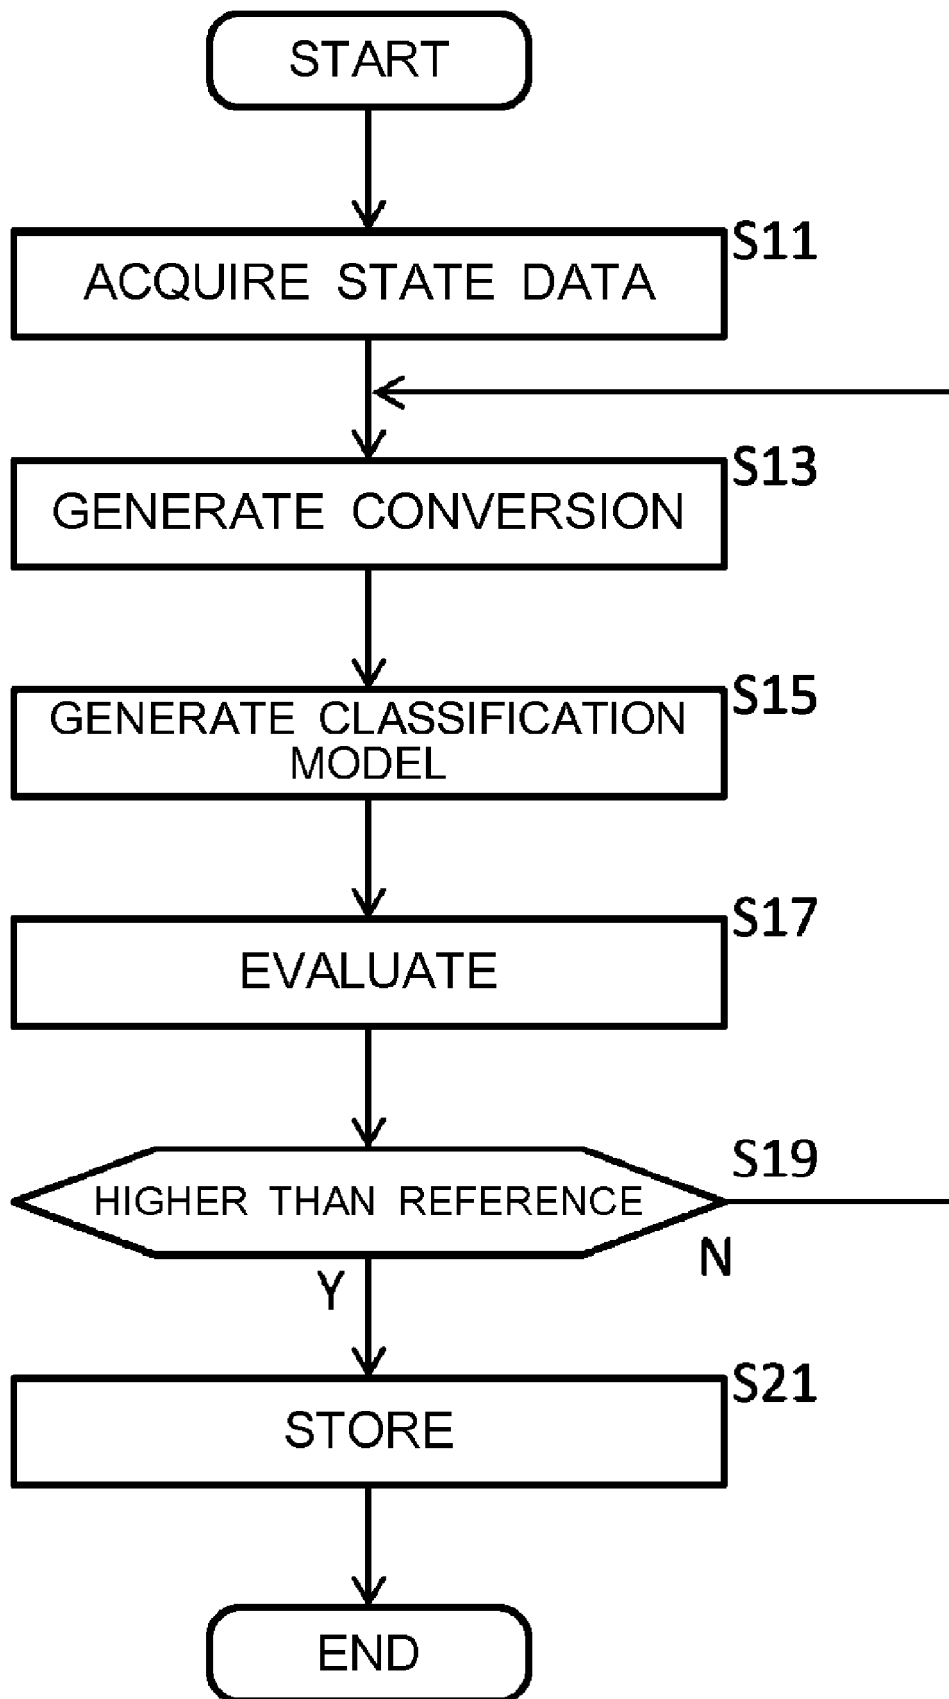 START
S11
ACQUIRE STATE DATA
S13
GENERATE CONVERSION
S15
GENERATE CLASSIFICATION
MODEL
S17
EVALUATE
S19
HIGHER THAN REFERENCE
N
Y
S21
STORE
END